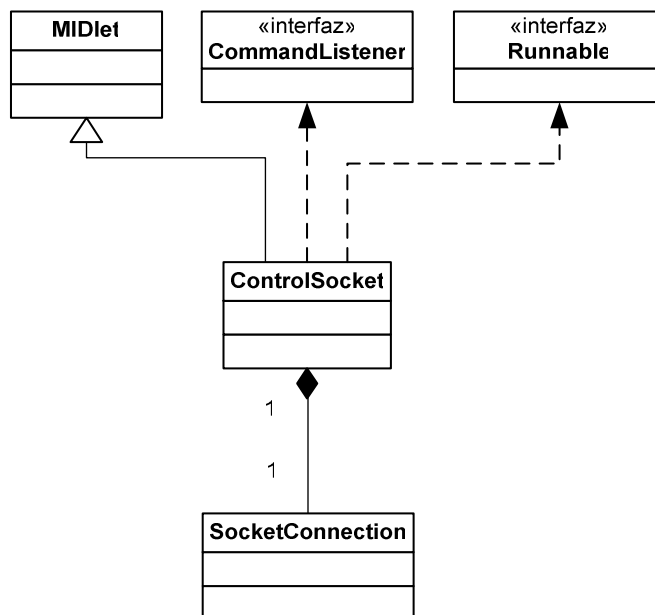 MIDlet
«interfaz»
CommandListener
«interfaz»
Runnable
ControlSocket
1
1
SocketConnection